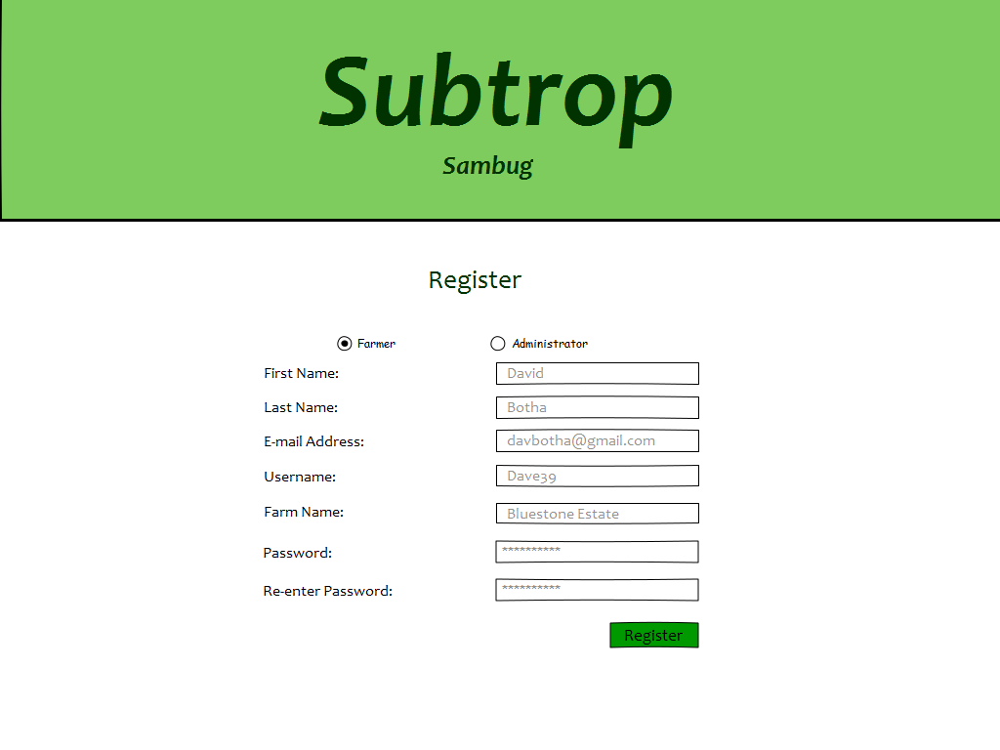 Subtrop
Sambug
Register
Farmer Administrator
First Name: David
Last Name: Botha
E-mail Address: davbotha@gmail.com
Username: Dave39
Farm Name: Bluestone Estate
Password: **********
Re-enter Password: **********
Register